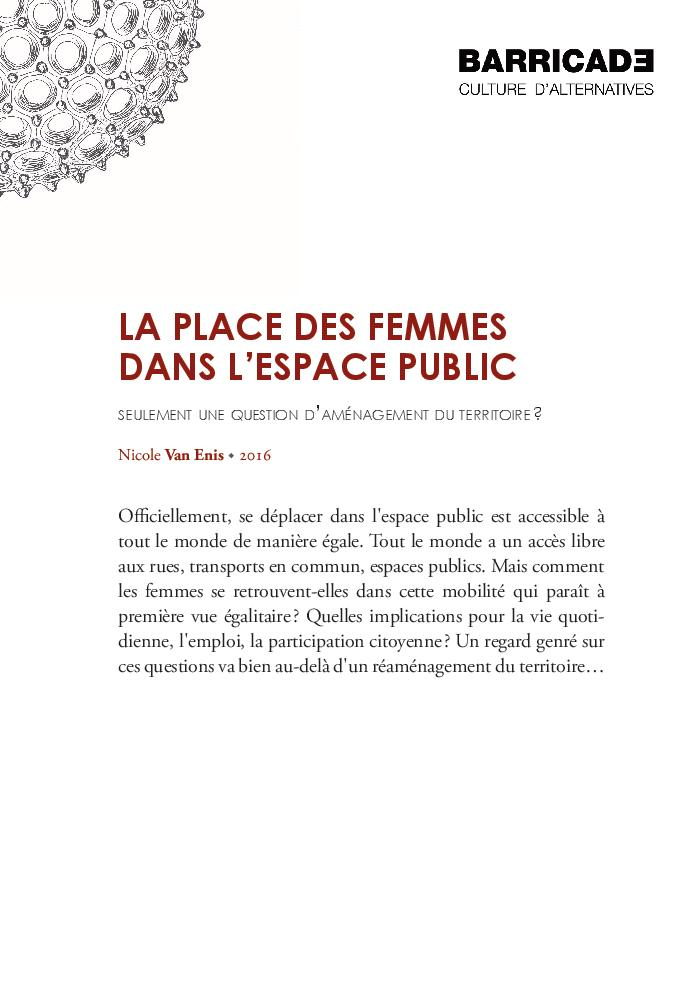 BARRICADE
CULTURE D'ALTERNATIVES
LA PLACE DES FEMMES
DANS L'ESPACE PUBLIC
SEULEMENT UNE QUESTION D'AMÉNAGEMENT DU TERRITOIRE ?
Nicole Van Enis • 2016
Officiellement, se déplacer dans l'espace public est accessible à
tout le monde de manière égale. Tout le monde a un accès libre
aux rues, transports en commun, espaces publics. Mais comment
les femmes se retrouvent-elles dans cette mobilité qui paraît à
première vue égalitaire ? Quelles implications pour la vie quoti-
dienne, l'emploi, la participation citoyenne ? Un regard genré sur
ces questions va bien au-delà d'un réaménagement du territoire…